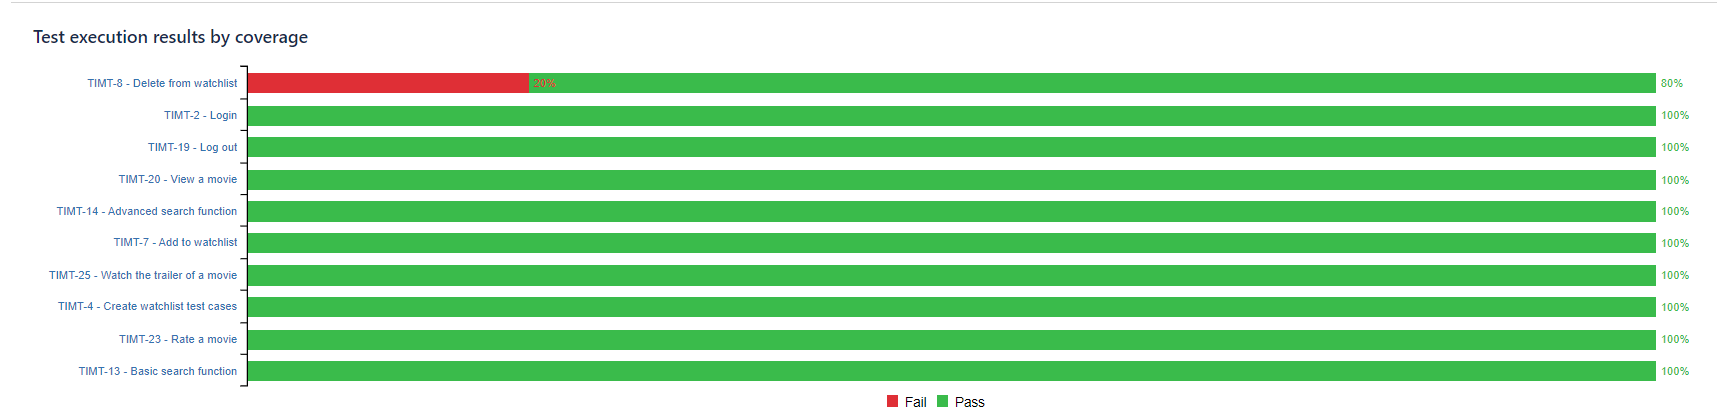 Test execution results by coverage
TIMT-8 - Delete from watchlist 20% 80%
TIMT-2 - Login 100%
TIMT-19 - Log out 100%
TIMT-20 - View a movie 100%
TIMT-14 - Advanced search function 100%
TIMT-7 - Add to watchlist 100%
TIMT-25 - Watch the trailer of a movie 100%
TIMT-4 - Create watchlist test cases 100%
TIMT-23 - Rate a movie 100%
TIMT-13 - Basic search function 100%
Fail Pass